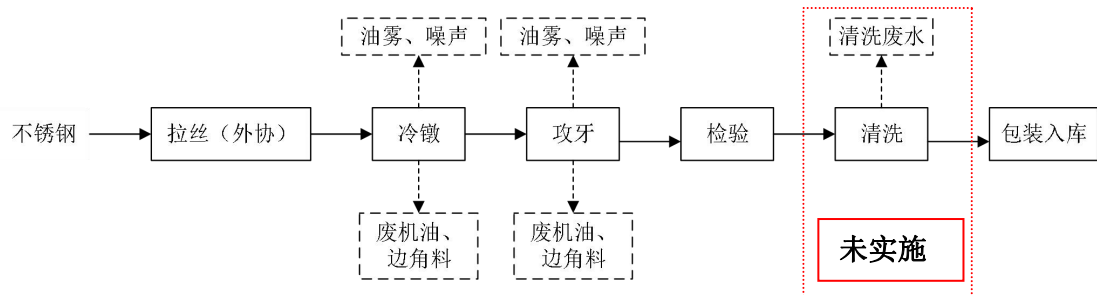 油雾、噪声
油雾、噪声
清洗废水
不锈钢
拉丝（外协）
冷镦
攻牙
检验
清洗
包装入库
废机油、
边角料
废机油、
边角料
未实施